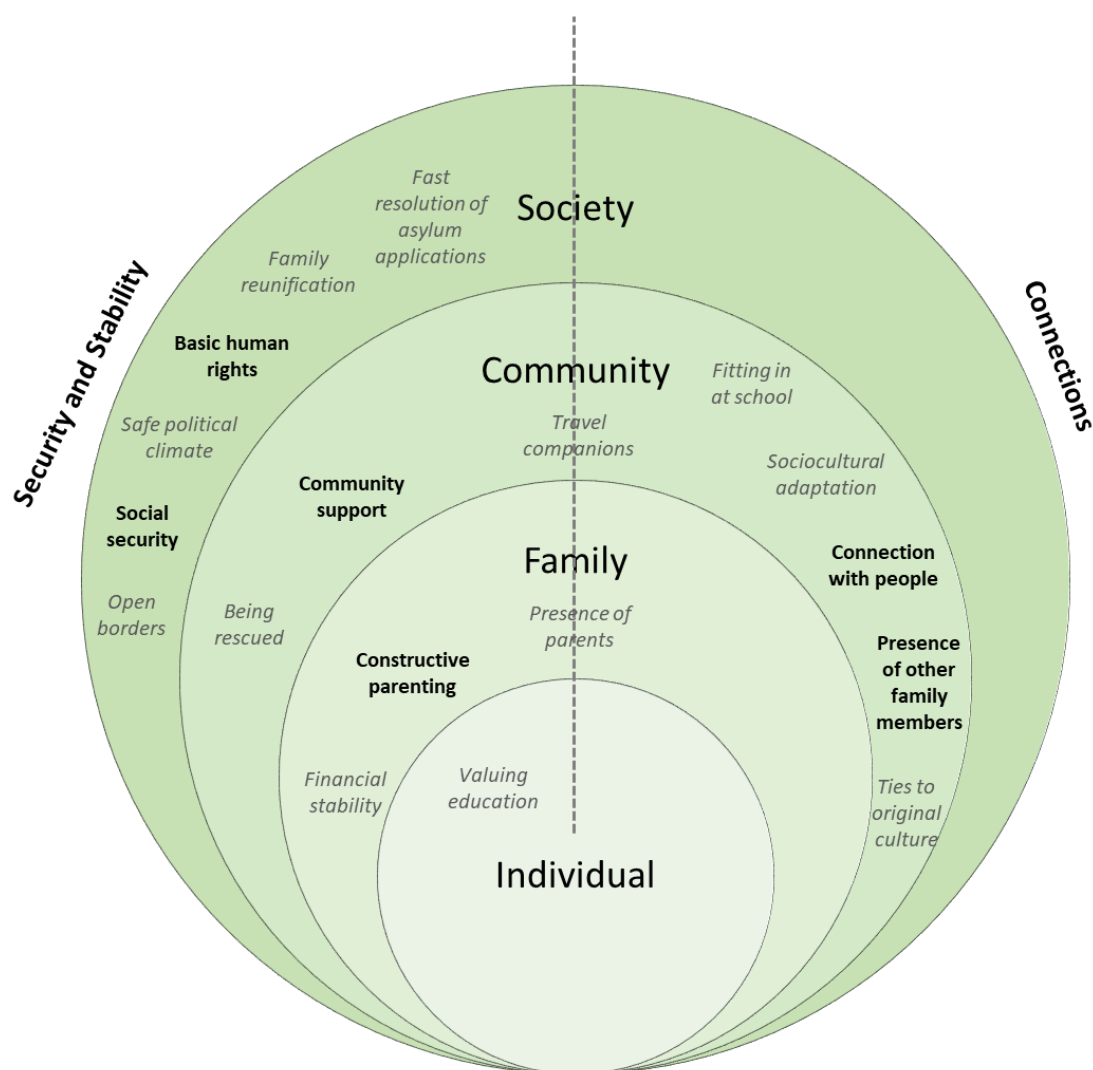 Society
Fast
resolution of
asylum
applications
Family
reunification
Basic human
rights
Safe political
climate
Social
security
Open
borders
Security and Stability
Connections
Community
Fitting in
at school
Travel
companions
Sociocultural
adaptation
Community
support
Connection
with people
Being
rescued
Presence
of other
family
members
Ties to
original
culture
Family
Presence of
parents
Constructive
parenting
Financial
stability
Valuing
education
Individual